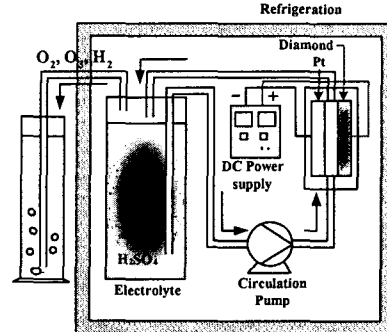 Refrigeration
Diamond
Pt
O2, O3, H2
− +
DC Power
supply
H2SO4
Electrolyte
Circulation
Pump